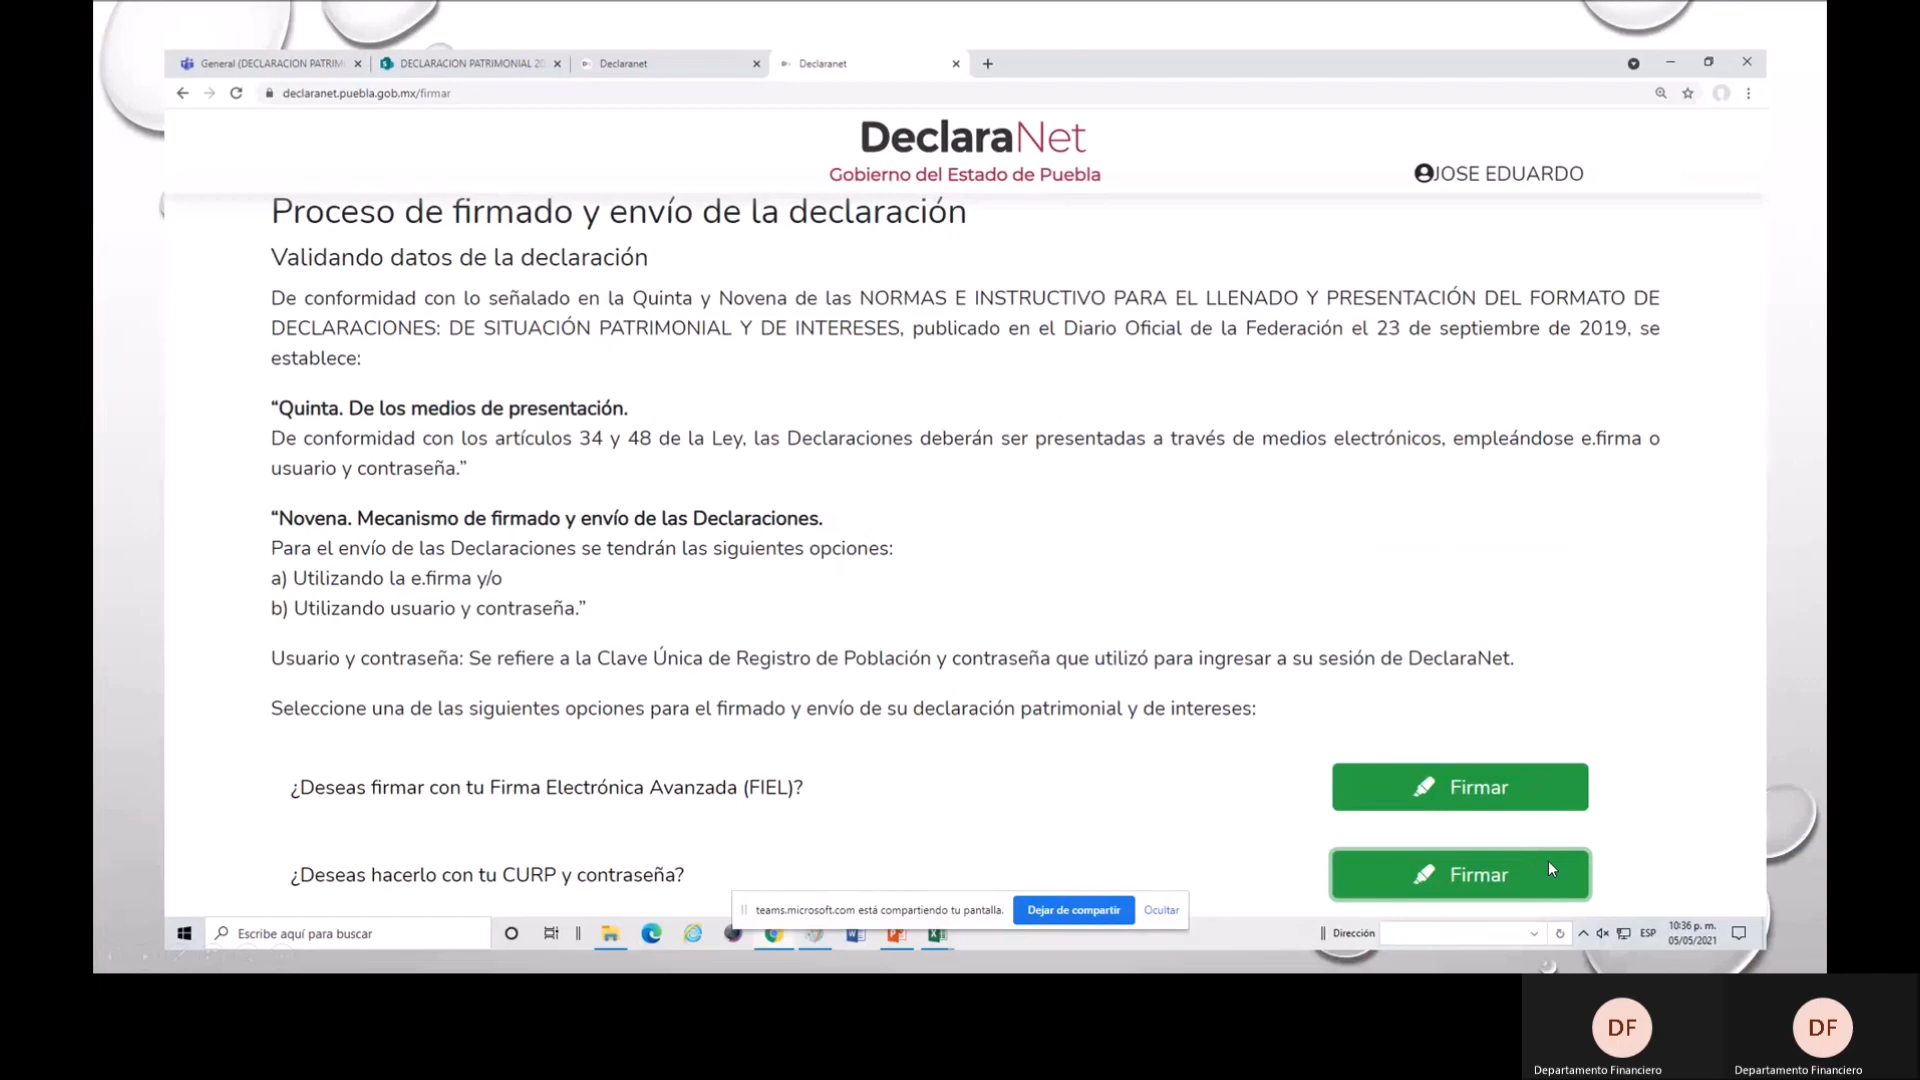 General (DECLARACION PATRIM
DECLARACION PATRIMONIAL 20
Declaranet
Declaranet
declaranet.puebla.gob.mx/firmar
DeclaraNet
Gobierno del Estado de Puebla
JOSE EDUARDO
Proceso de firmado y envío de la declaración
Validando datos de la declaración
De conformidad con lo señalado en la Quinta y Novena de las NORMAS E INSTRUCTIVO PARA EL LLENADO Y PRESENTACIÓN DEL FORMATO DE
DECLARACIONES: DE SITUACIÓN PATRIMONIAL Y DE INTERESES, publicado en el Diario Oficial de la Federación el 23 de septiembre de 2019, se
establece:
“Quinta. De los medios de presentación.
De conformidad con los artículos 34 y 48 de la Ley, las Declaraciones deberán ser presentadas a través de medios electrónicos, empleándose e.firma o
usuario y contraseña.”
“Novena. Mecanismo de firmado y envío de las Declaraciones.
Para el envío de las Declaraciones se tendrán las siguientes opciones:
a) Utilizando la e.firma y/o
b) Utilizando usuario y contraseña.”
Usuario y contraseña: Se refiere a la Clave Única de Registro de Población y contraseña que utilizó para ingresar a su sesión de DeclaraNet.
Seleccione una de las siguientes opciones para el firmado y envío de su declaración patrimonial y de intereses:
¿Deseas firmar con tu Firma Electrónica Avanzada (FIEL)?
Firmar
¿Deseas hacerlo con tu CURP y contraseña?
Firmar
teams.microsoft.com está compartiendo tu pantalla.
Dejar de compartir
Ocultar
Escribe aquí para buscar
Dirección
ESP
10:36 p. m.
05/05/2021
DF
DF
Departamento Financiero
Departamento Financiero